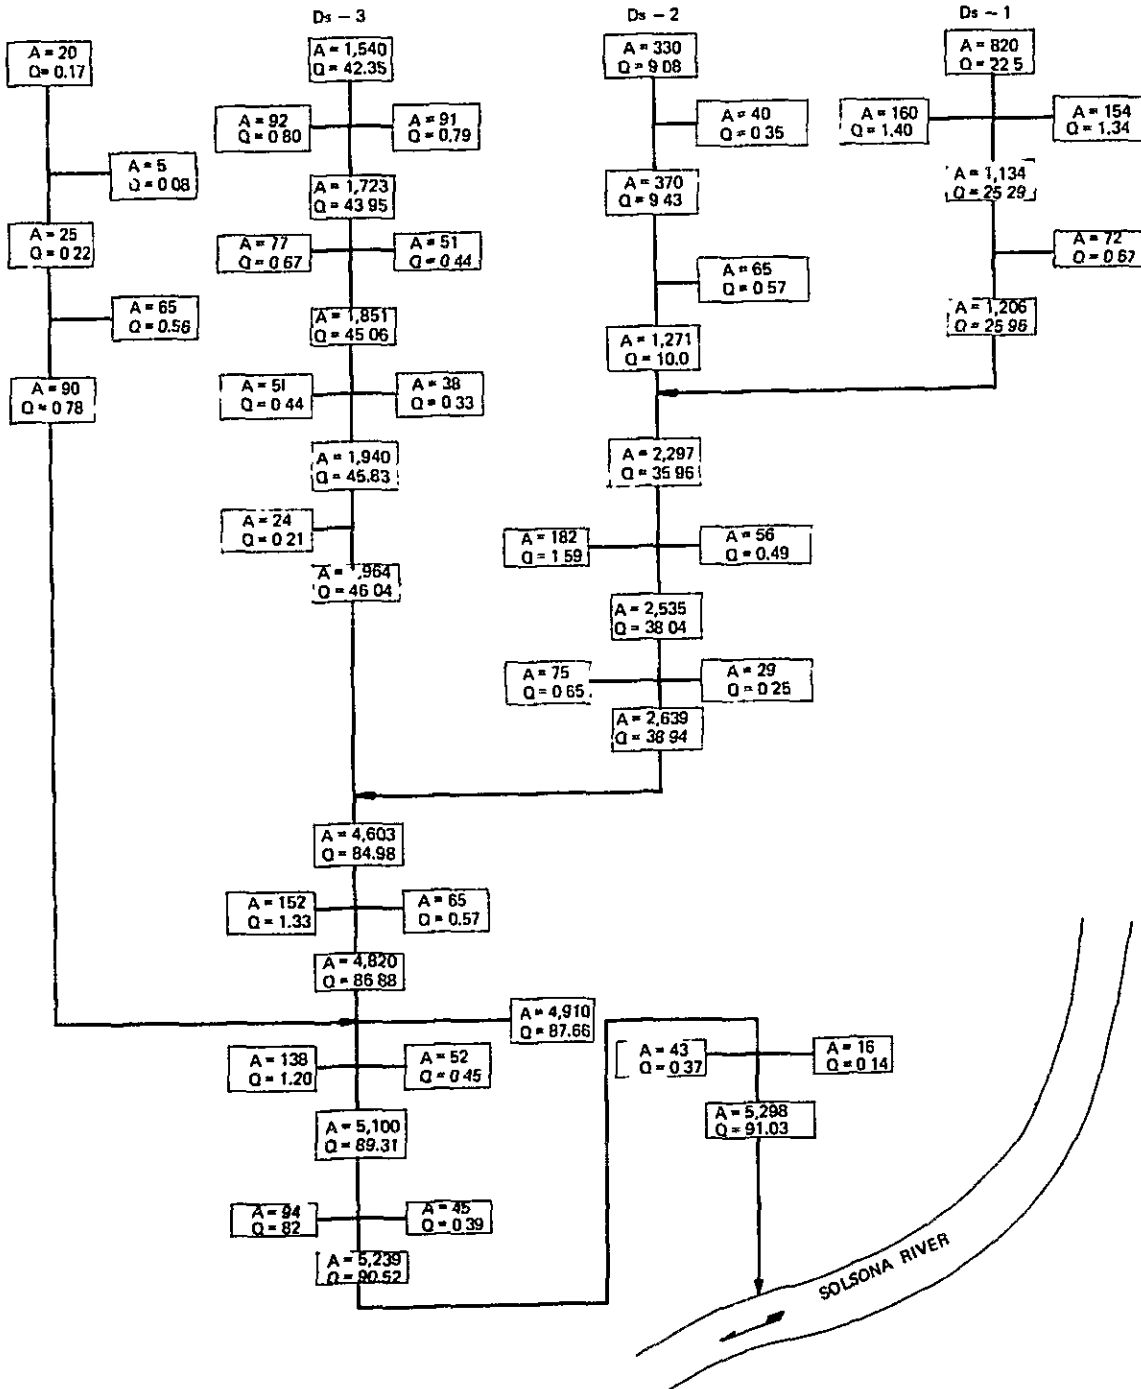 Ds - 3
Ds - 2
Ds - 1
A = 20
Q = 0.17
A = 5
Q = 0 08
A = 25
Q = 0 22
A = 65
Q = 0.56
A = 90
Q = 0 78
A = 1,540
Q = 42.35
A = 92
Q = 0 80
A = 91
Q = 0.79
A = 1,723
Q = 43 95
A = 77
Q = 0 67
A = 51
Q = 0 44
A = 1,851
Q = 45 06
A = 51
Q = 0 44
A = 38
Q = 0 33
A = 1,940
Q = 45.83
A = 24
Q = 0 21
A = ,964
Q = 46 04
A = 330
Q = 9 08
A = 40
Q = 0 35
A = 370
Q = 9 43
A = 65
Q = 0 57
A = 1,271
Q = 10.0
A = 820
Q = 22 5
A = 160
Q = 1.40
A = 154
Q = 1 34
A = 1,134
Q = 25 29
A = 72
Q = 0 67
A = 1,206
Q = 25 96
A = 2,297
Q = 35 96
A = 182
Q = 1 59
A = 56
Q = 0.49
A = 2,535
Q = 38 04
A = 75
Q = 0 65
A = 29
Q = 0 25
A = 2,639
Q = 38 94
A = 4,603
Q = 84.98
A = 152
Q = 1.33
A = 65
Q = 0.57
A = 4,820
Q = 86 88
A = 4,910
Q = 87.66
A = 138
Q = 1.20
A = 52
Q = 0 45
A = 5,100
Q = 89.31
A = 94
Q = 82
A = 45
Q = 0 39
A = 5,239
Q = 90.52
A = 43
Q = 0 37
A = 16
Q = 0 14
A = 5,298
Q = 91.03
SOLSONA RIVER